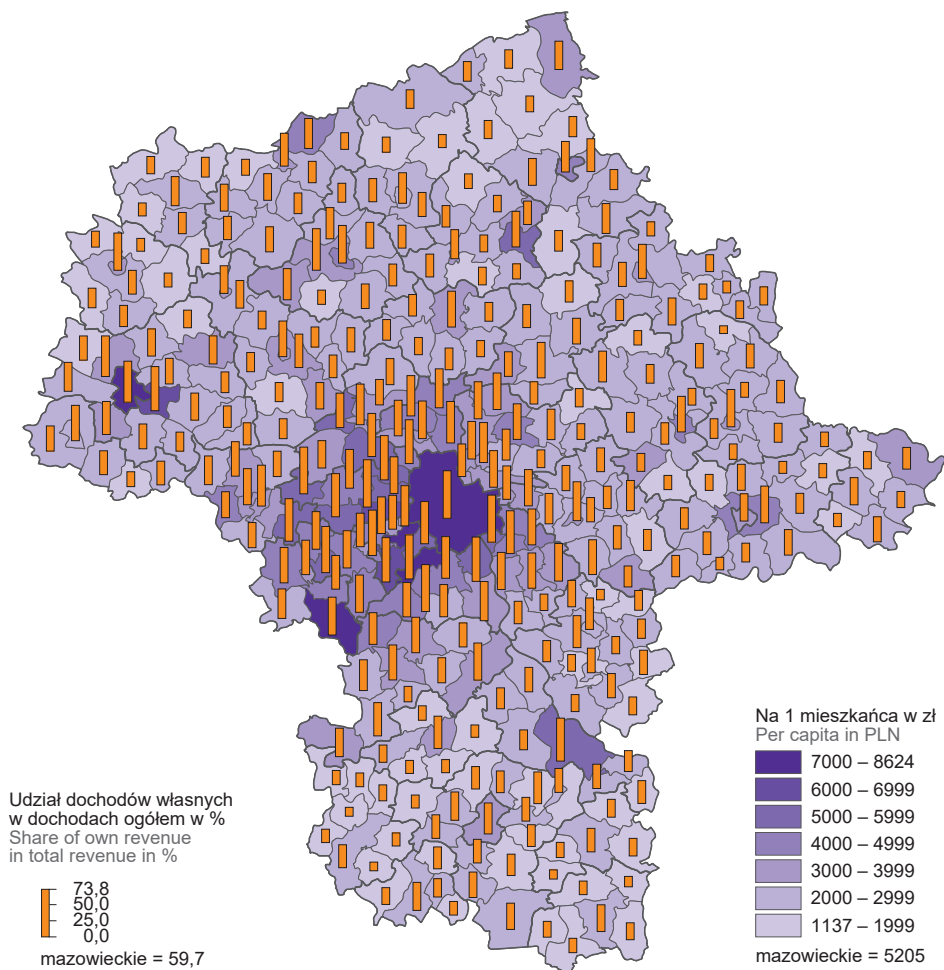 Udział dochodów własnych
w dochodach ogółem w %
Share of own revenue
in total revenue in %
73,8
50,0
25,0
0,0
mazowieckie = 59,7
Na 1 mieszkańca w zł
Per capita in PLN
7000 – 8624
6000 – 6999
5000 – 5999
4000 – 4999
3000 – 3999
2000 – 2999
1137 – 1999
mazowieckie = 5205